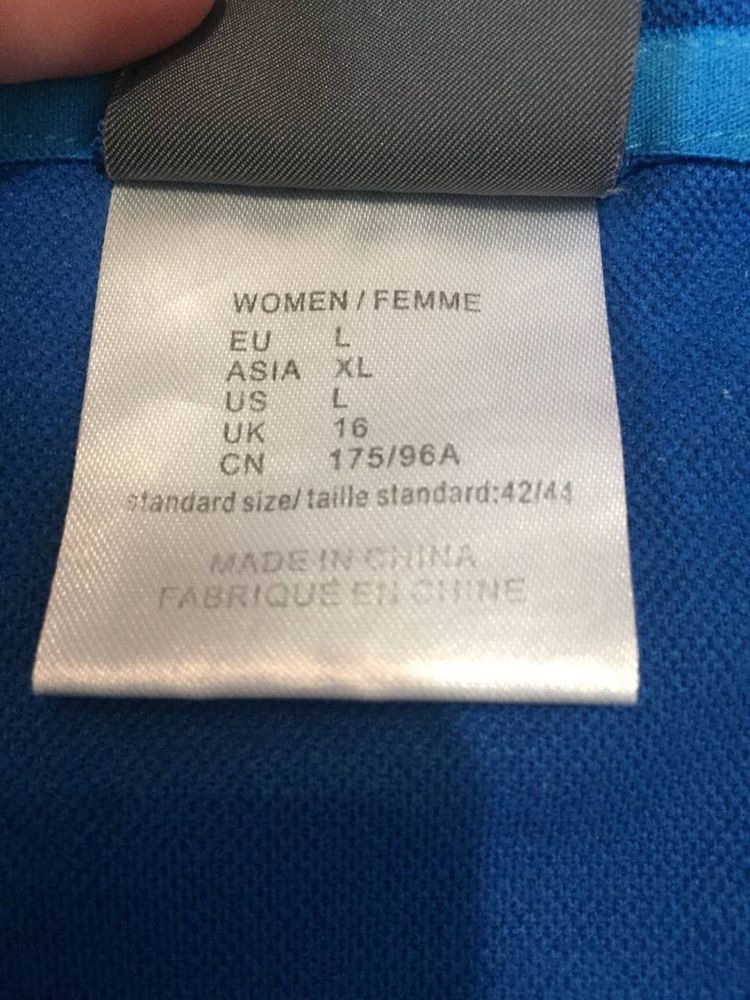 WOMEN / FEMME
EU L
ASIA XL
US L
UK 16
CN 175/96A
standard size/ taille standard:42/44
MADE IN CHINA
FABRIQUÉ EN CHINE